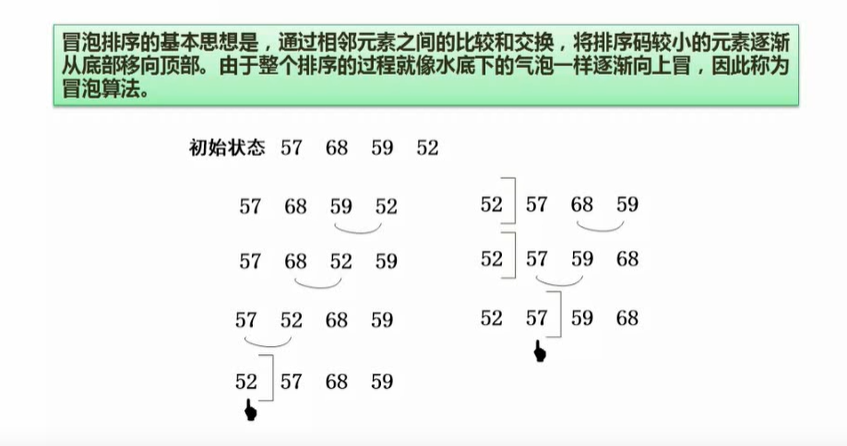 冒泡排序的基本思想是，通过相邻元素之间的比较和交换，将排序码较小的元素逐渐
从底部移向顶部。由于整个排序的过程就像水底下的气泡一样逐渐向上冒，因此称为
冒泡算法。
初始状态 57 68 59 52
57 68 59 52
57 68 52 59
57 52 68 59
52] 57 68 59
52] 57 68 59
52] 57 59 68
52 57] 59 68